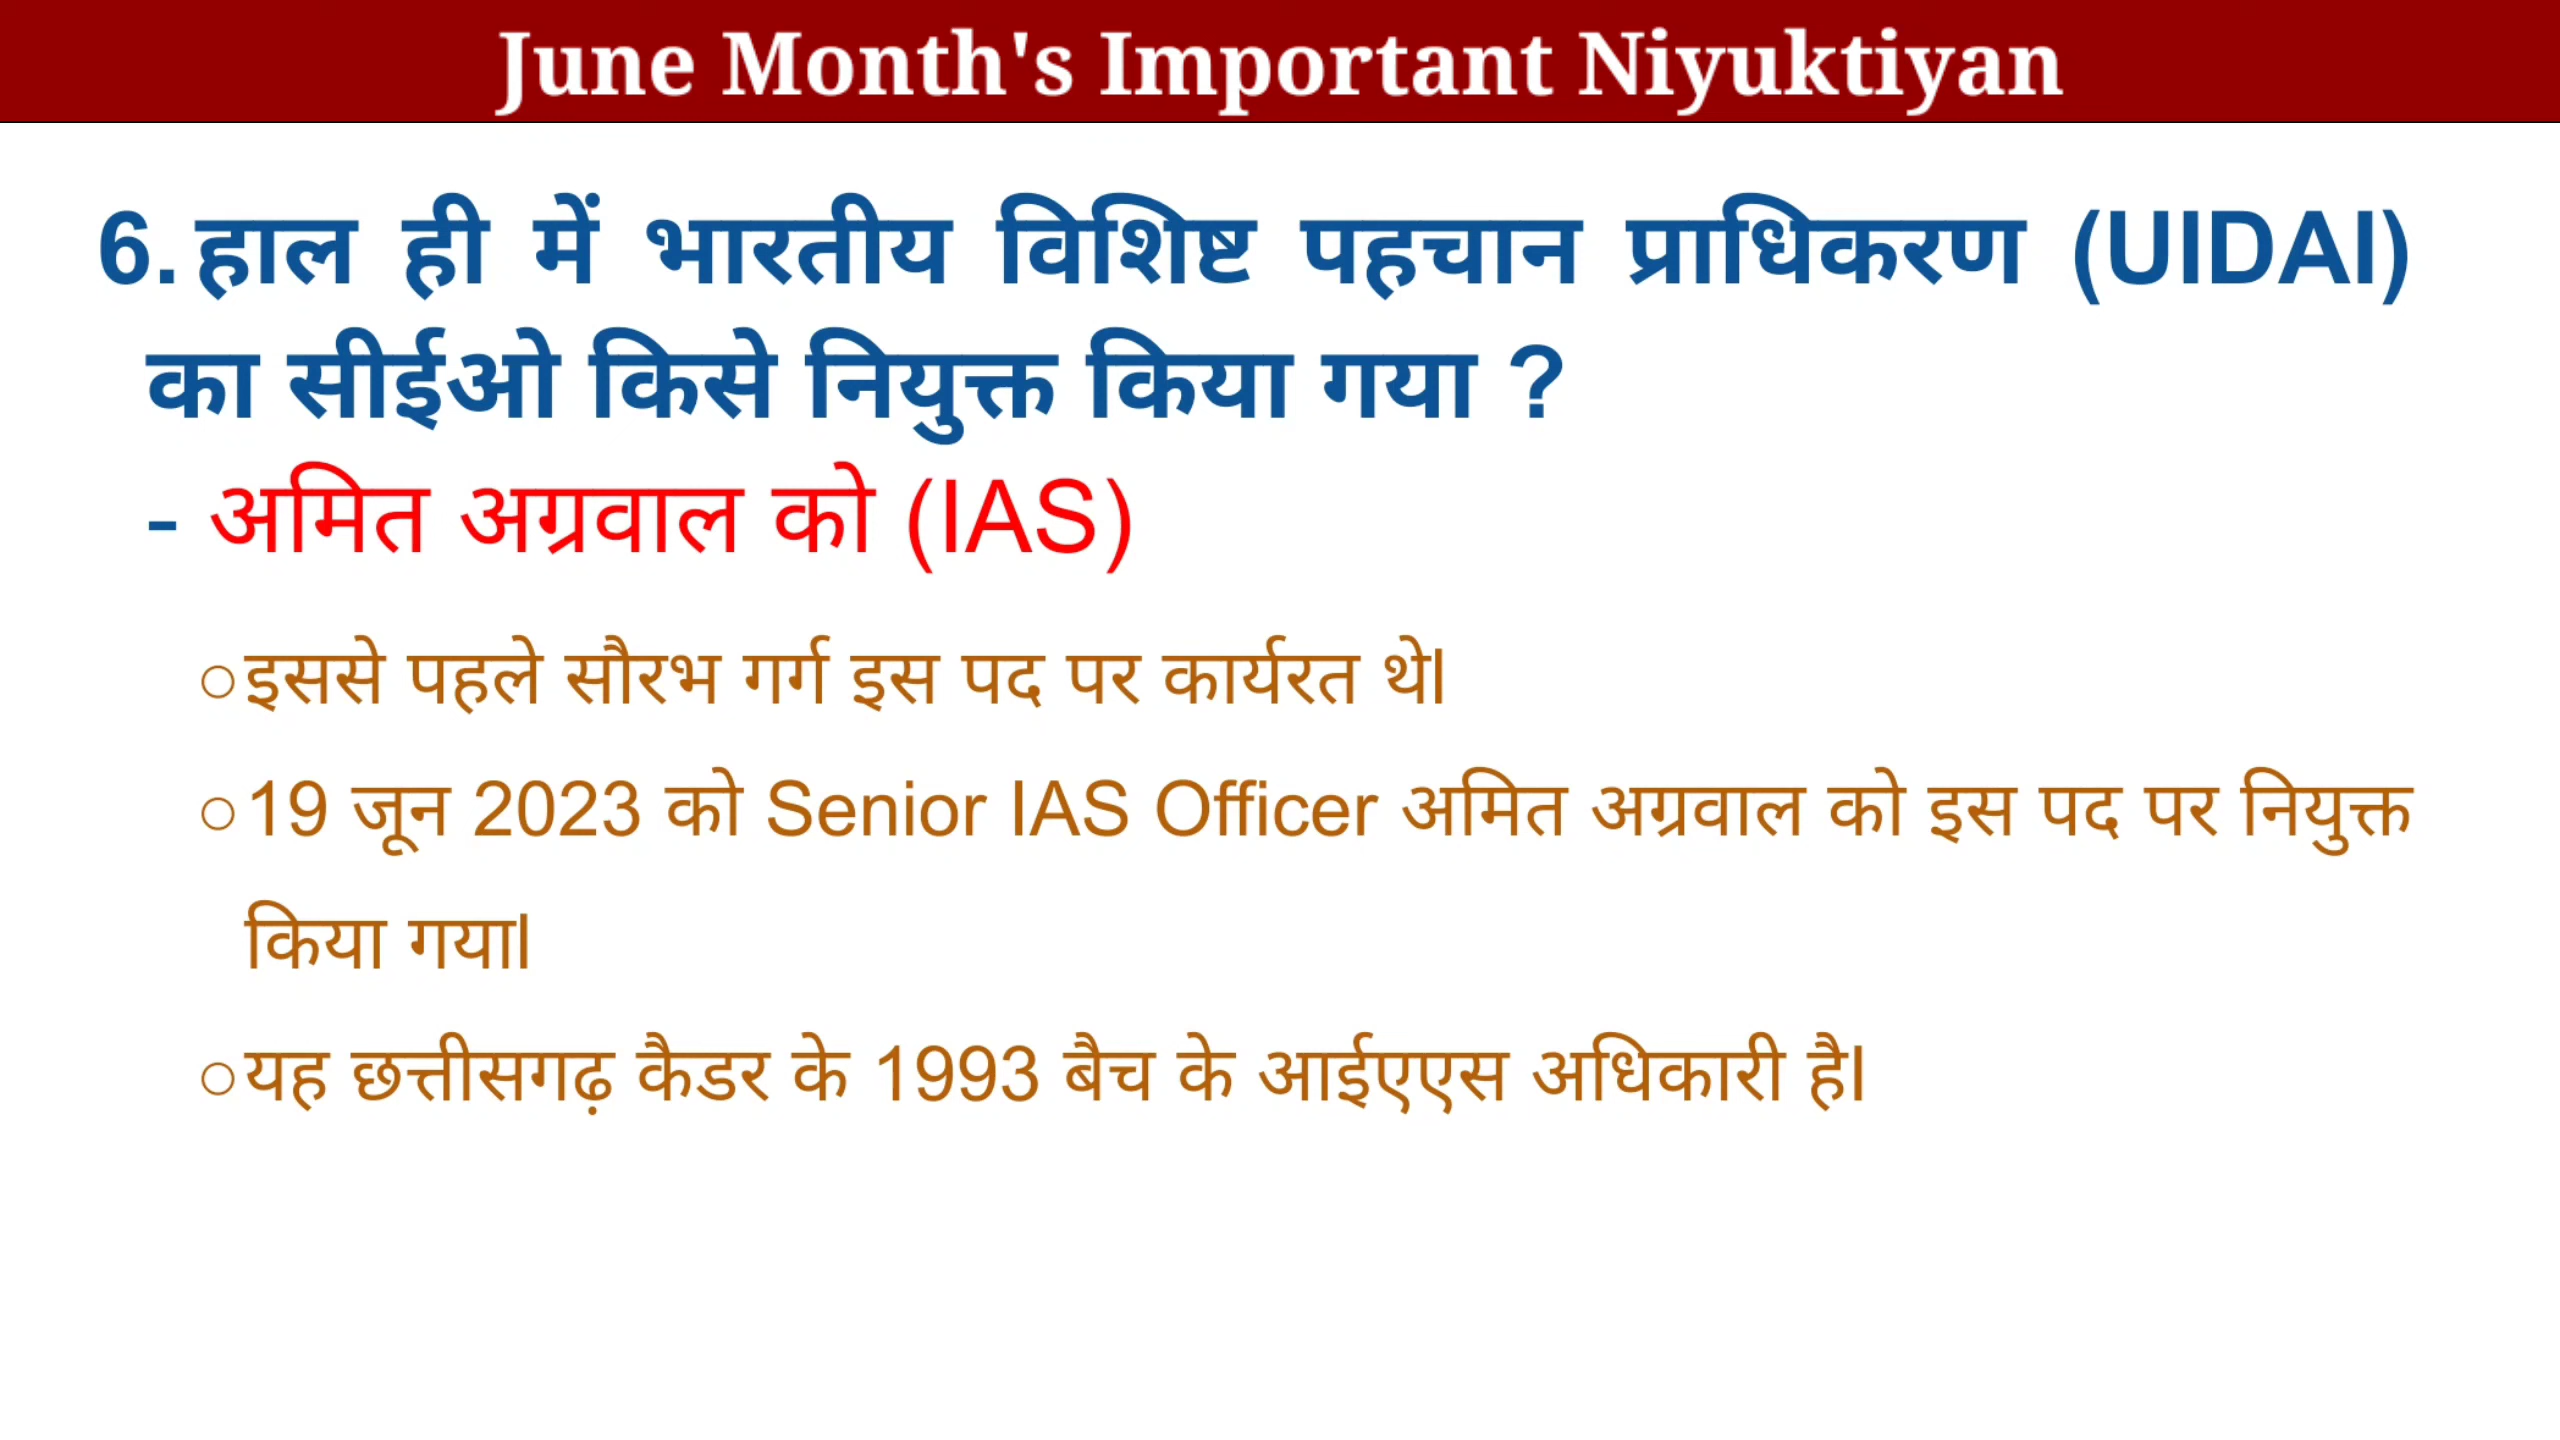 June Month's Important Niyuktiyan
6. हाल ही में भारतीय विशिष्ट पहचान प्राधिकरण (UIDAI)
का सीईओ किसे नियुक्त किया गया ?
- अमित अग्रवाल को (IAS)
○इससे पहले सौरभ गर्ग इस पद पर कार्यरत थे।
○19 जून 2023 को Senior IAS Officer अमित अग्रवाल को इस पद पर नियुक्त
किया गया।
○यह छत्तीसगढ़ कैडर के 1993 बैच के आईएएस अधिकारी है।